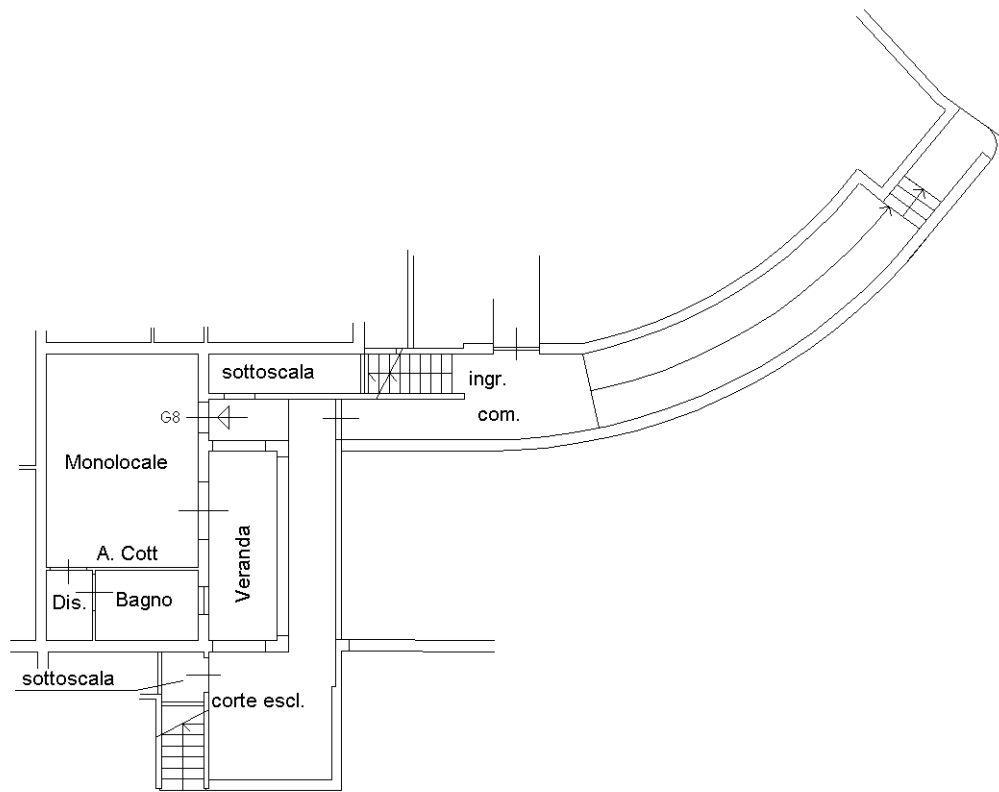 sottoscala
ingr.
com.
G8
Monolocale
A. Cott
Veranda
Dis.
Bagno
sottoscala
corte escl.